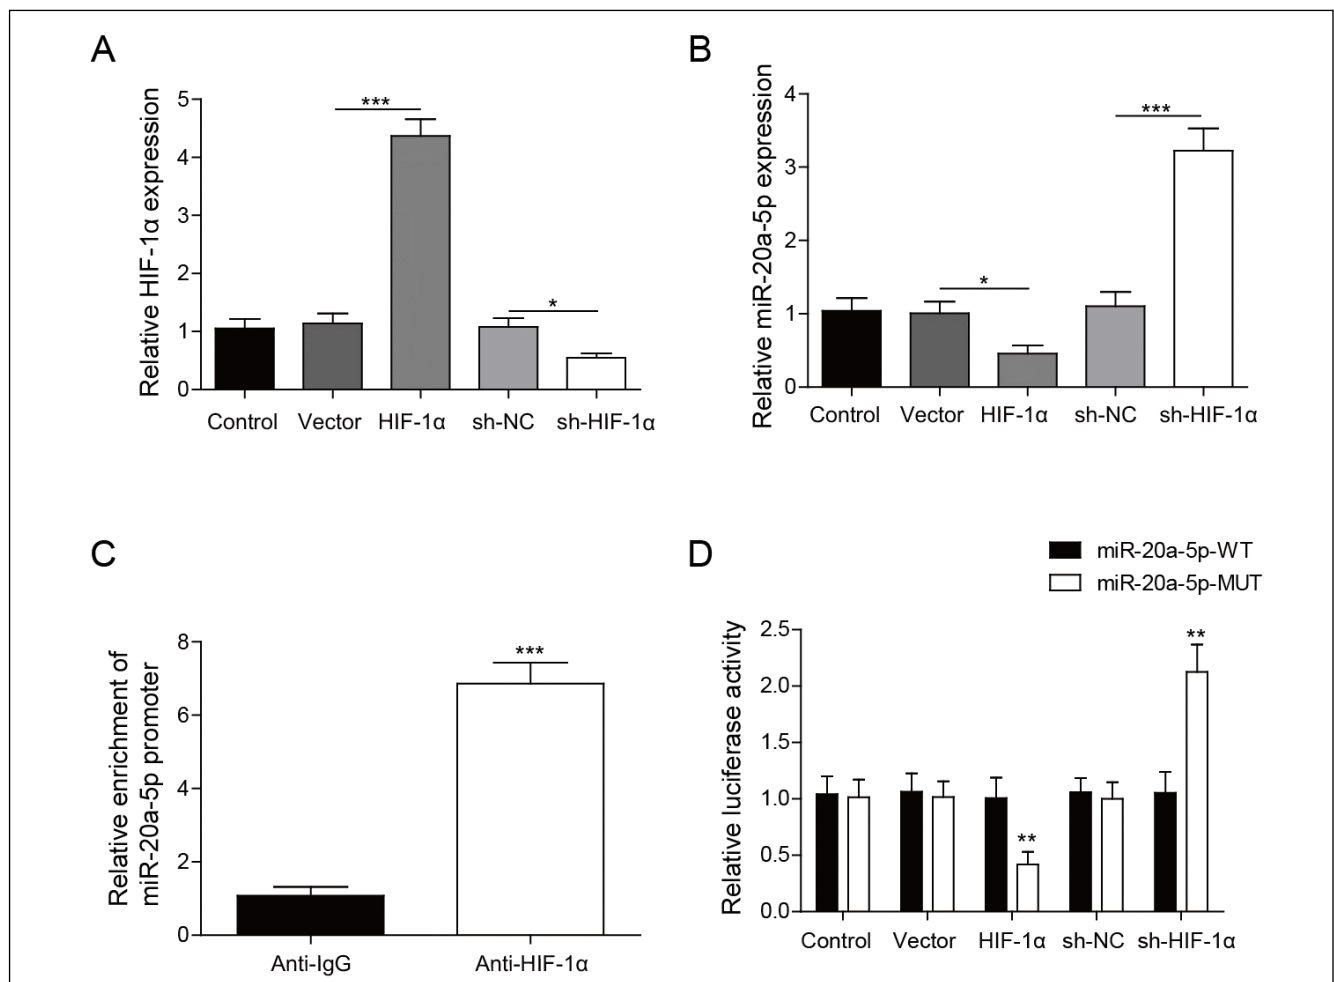 A
Relative HIF-1α expression
5
4
3
2
1
0
***
*
Control Vector HIF-1α sh-NC sh-HIF-1α
B
Relative miR-20a-5p expression
4
3
2
1
0
*
***
Control Vector HIF-1α sh-NC sh-HIF-1α
C
Relative enrichment of
miR-20a-5p promoter
8
6
4
2
0
***
Anti-IgG Anti-HIF-1α
D
miR-20a-5p-WT
miR-20a-5p-MUT
Relative luciferase activity
2.5
2.0
1.5
1.0
0.5
0.0
**
**
Control Vector HIF-1α sh-NC sh-HIF-1α